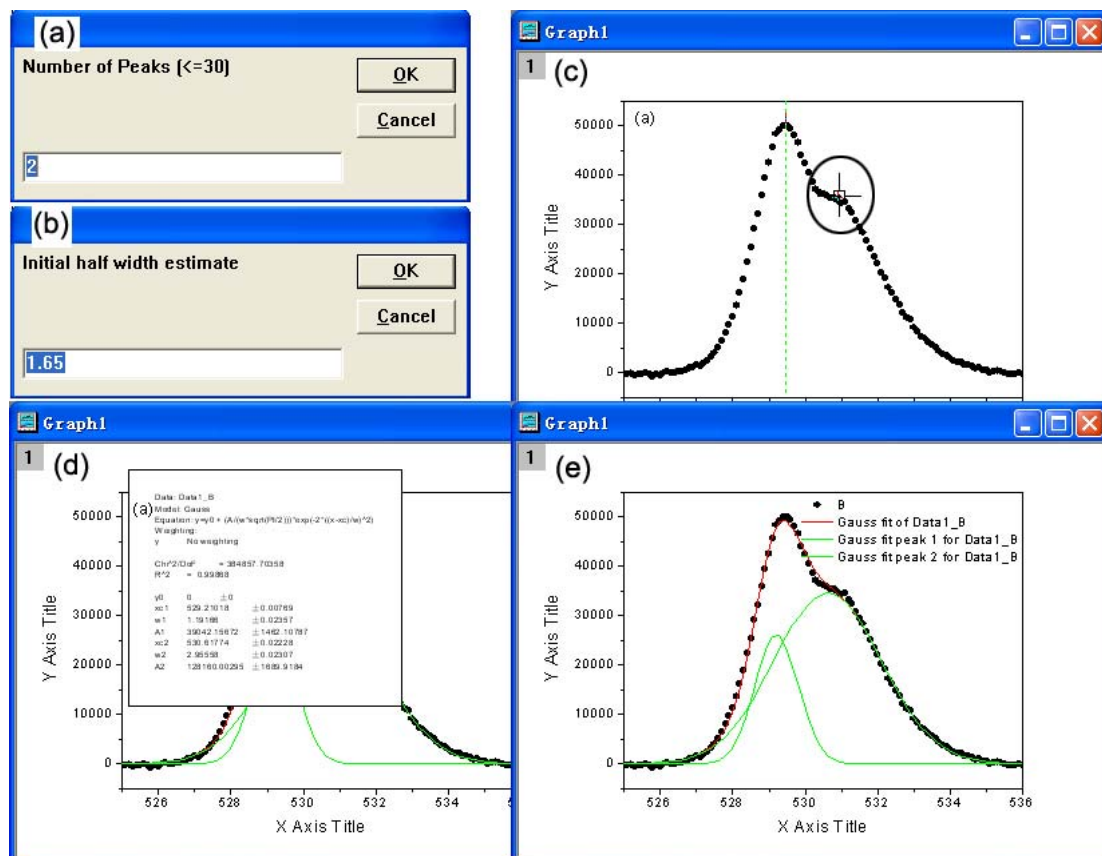 (a)
Number of Peaks (<=30)
OK
Cancel
2
(b)
Initial half width estimate
OK
Cancel
1.65
Graph1
1
(c)
(a)
50000
40000
30000
20000
10000
0
Y Axis Title
Graph1
1
(d)
Data: Data1_B
(a)
Model: Gauss
Equation: y=y0 + (A/(w*sqrt(PI/2)))*exp(-2*((x-xc)/w)^2)
Weighting:
y No weighting
Chi^2/DoF = 384857.70358
R^2 = 0.99868
y0 0 ±0
xc1 529.21018 ±0.00769
w1 1.19166 ±0.02357
A1 39042.15672 ±1462.10787
xc2 530.61774 ±0.02228
w2 2.95558 ±0.02307
A2 128160.00295 ±1689.9184
50000
40000
30000
20000
10000
0
Y Axis Title
526 528 530 532 534
X Axis Title
Graph1
1
(e)
B
Gauss fit of Data1_B
Gauss fit peak 1 for Data1_B
Gauss fit peak 2 for Data1_B
50000
40000
30000
20000
10000
0
Y Axis Title
526 528 530 532 534 536
X Axis Title